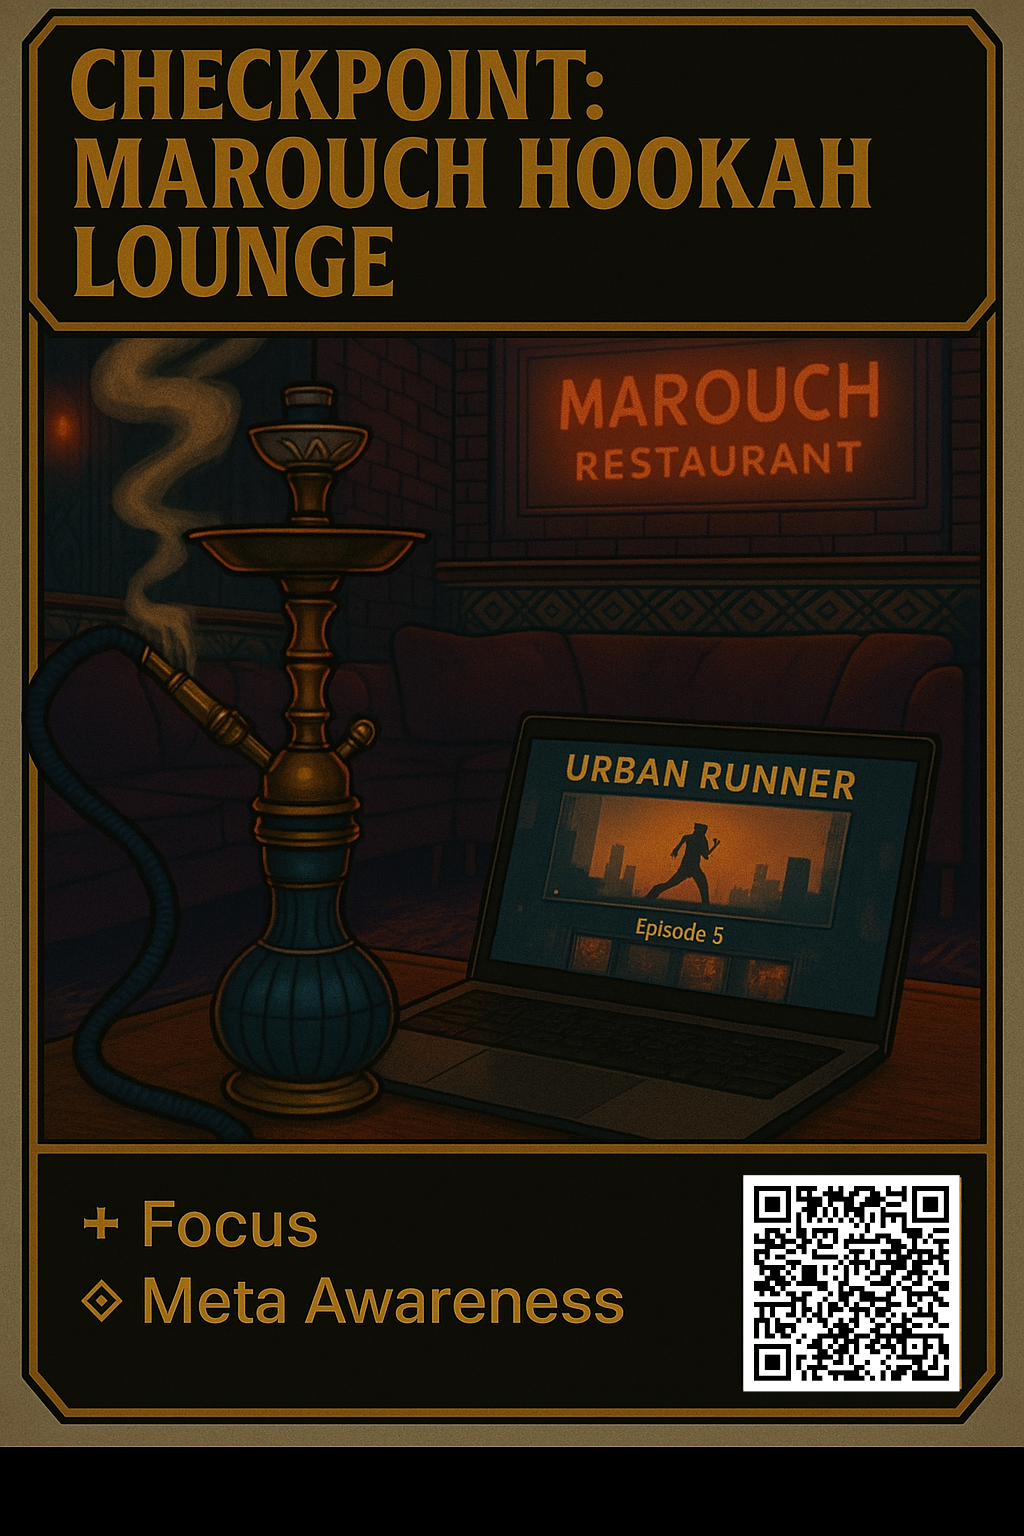 CHECKPOINT:
MAROUCH HOOKAH
LOUNGE
MAROUCH
RESTAURANT
URBAN RUNNER
Episode 5
+ Focus
Meta Awareness